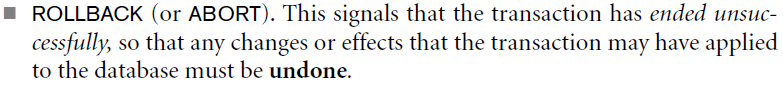 ■ ROLLBACK (or ABORT). This signals that the transaction has ended unsuc-
cessfully, so that any changes or effects that the transaction may have applied
to the database must be undone.